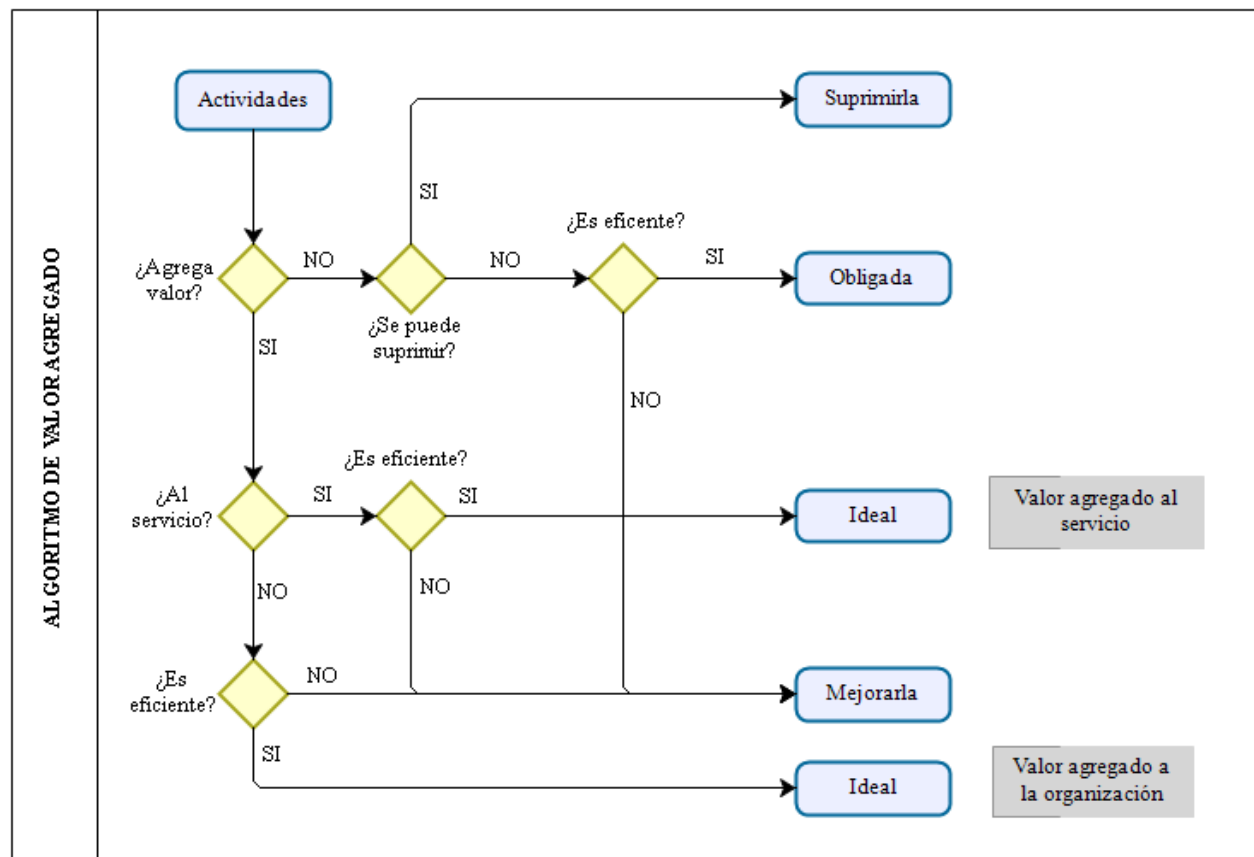 ALGORITMO DE VALOR AGREGADO
Actividades
Suprimirla
SI
¿Es eficente?
¿Agrega
valor?
NO
NO
SI
Obligada
¿Se puede
suprimir?
SI
NO
¿Es eficiente?
¿Al
servicio?
SI
SI
Ideal
Valor agregado al
servicio
NO
NO
¿Es
eficiente?
NO
Mejorarla
SI
Ideal
Valor agregado a
la organización